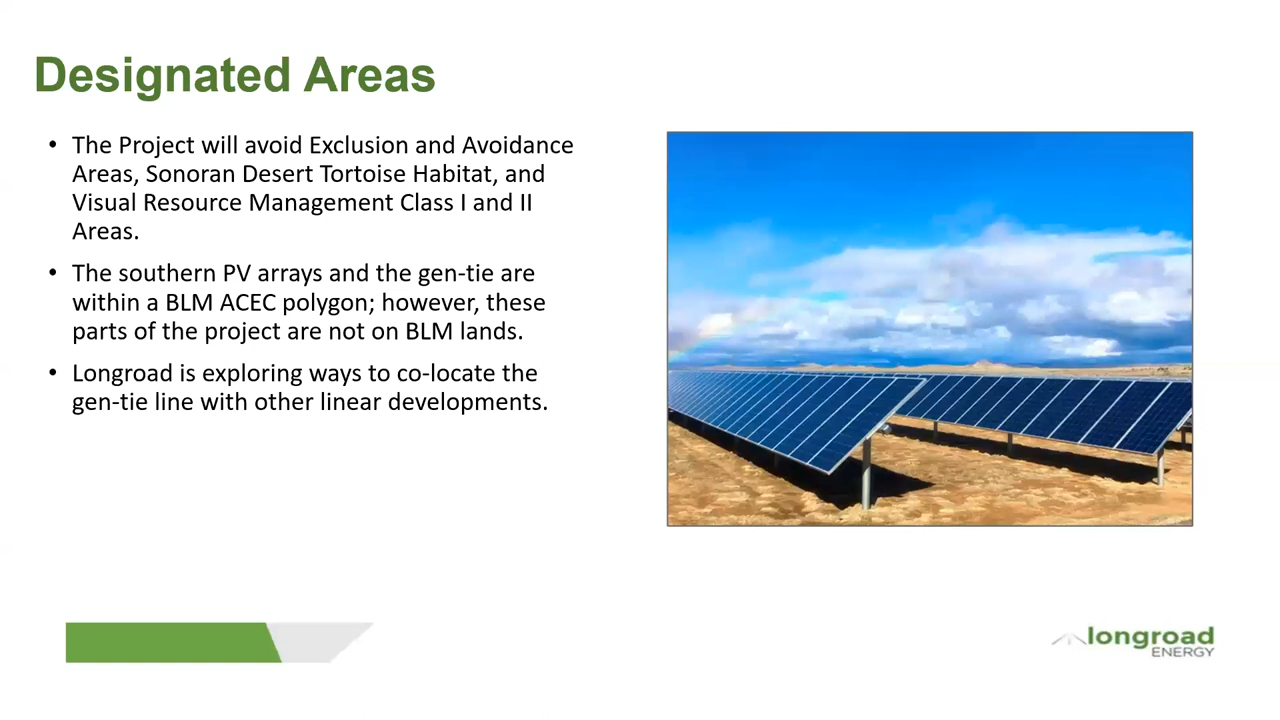 Designated Areas
• The Project will avoid Exclusion and Avoidance
Areas, Sonoran Desert Tortoise Habitat, and
Visual Resource Management Class I and II
Areas.
• The southern PV arrays and the gen-tie are
within a BLM ACEC polygon; however, these
parts of the project are not on BLM lands.
• Longroad is exploring ways to co-locate the
gen-tie line with other linear developments.
longroad
ENERGY